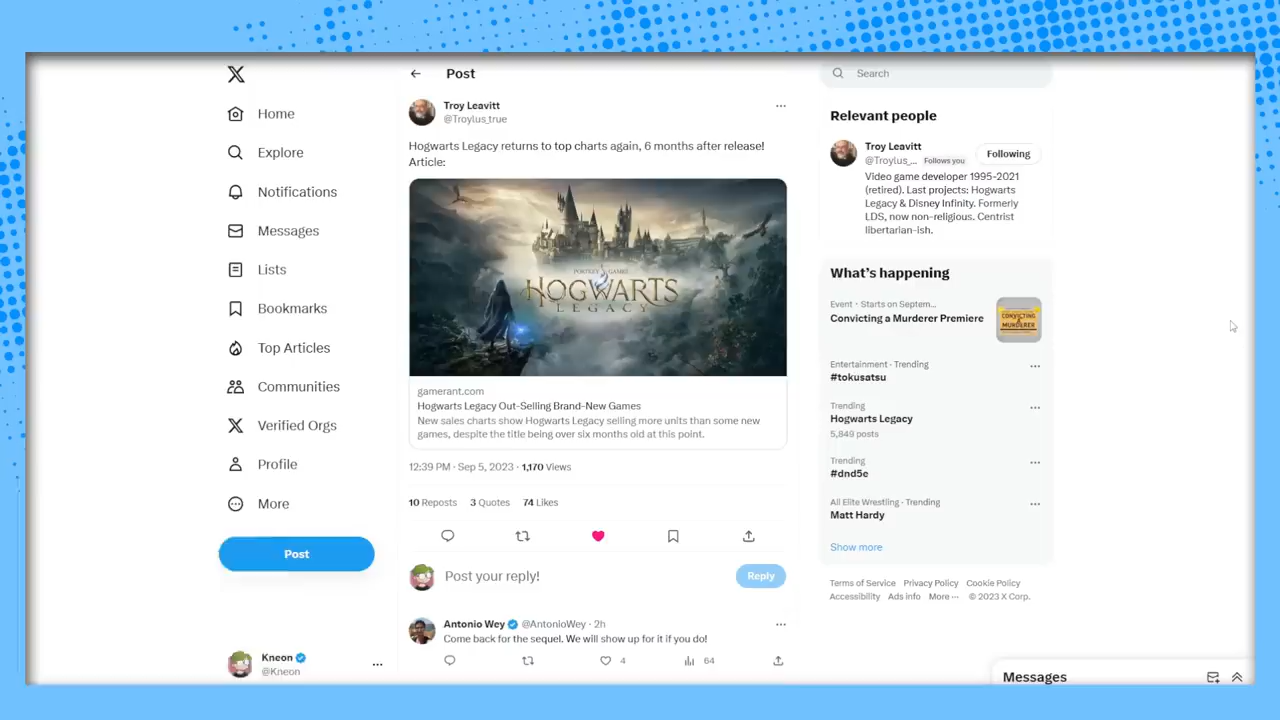 Home
Explore
Notifications
Messages
Lists
Bookmarks
Top Articles
Communities
Verified Orgs
Profile
More
Post
Kneon
@Kneon
Post
Troy Leavitt
@Troylus_true
Hogwarts Legacy returns to top charts again, 6 months after release!
Article:
PORTKEY GAMES
HOGWARTS
LEGACY
gamerant.com
Hogwarts Legacy Out-Selling Brand-New Games
New sales charts show Hogwarts Legacy selling more units than some new
games, despite the title being over six months old at this point.
12:39 PM · Sep 5, 2023 · 1,170 Views
10 Reposts 3 Quotes 74 Likes
Post your reply!
Reply
Antonio Wey @AntonioWey · 2h
Come back for the sequel. We will show up for it if you do!
4 64
Search
Relevant people
Troy Leavitt
@Troylus_... Follows you
Following
Video game developer 1995-2021
(retired). Last projects: Hogwarts
Legacy & Disney Infinity. Formerly
LDS, now non-religious. Centrist
libertarian-ish.
What's happening
Event · Starts on Septem...
Convicting a Murderer Premiere
CONVICTING
A
MURDERER
Entertainment · Trending
#tokusatsu
Trending
Hogwarts Legacy
5,849 posts
Trending
#dnd5e
All Elite Wrestling · Trending
Matt Hardy
Show more
Terms of Service Privacy Policy Cookie Policy
Accessibility Ads info More ··· © 2023 X Corp.
Messages